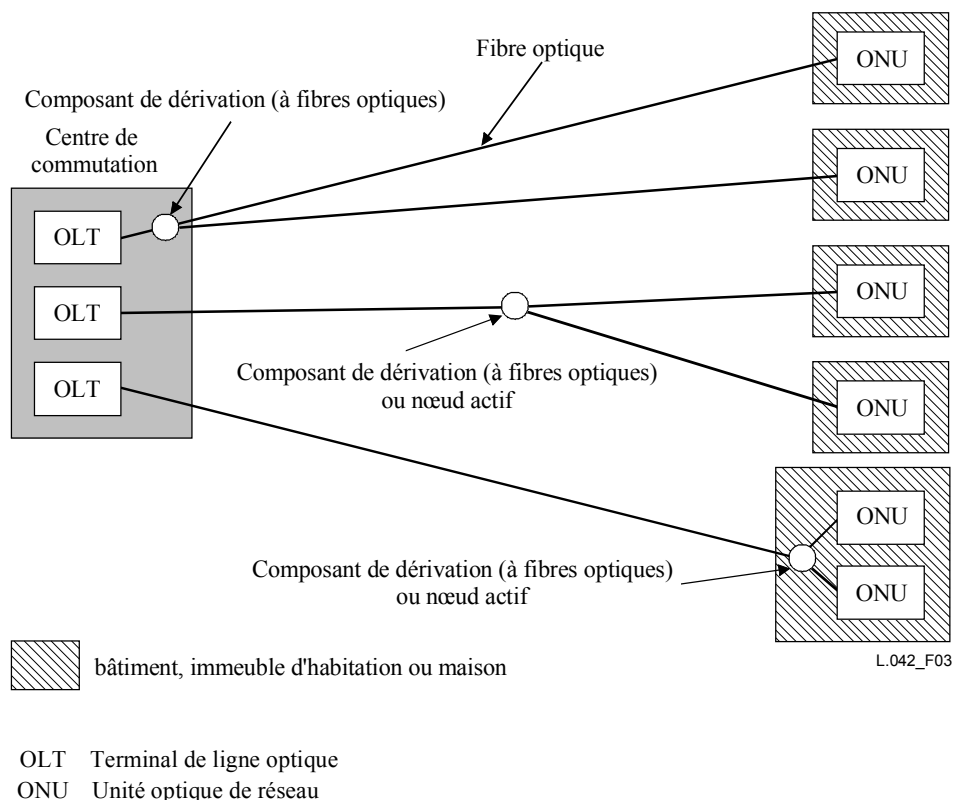 Fibre optique
ONU
Composant de dérivation (à fibres optiques)
Centre de
commutation
ONU
OLT
ONU
OLT
Composant de dérivation (à fibres optiques)
ou nœud actif
OLT
ONU
ONU
Composant de dérivation (à fibres optiques)
ou nœud actif
ONU
L.042_F03
bâtiment, immeuble d'habitation ou maison
OLT Terminal de ligne optique
ONU Unité optique de réseau